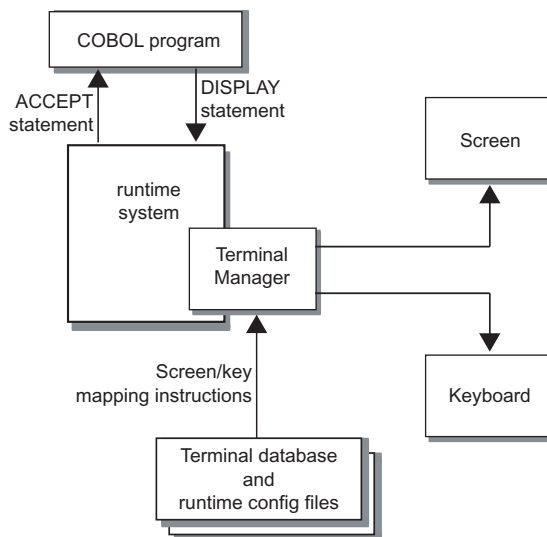 COBOL program
ACCEPT
statement
DISPLAY
statement
runtime
system
Screen
Terminal
Manager
Screen/key
mapping instructions
Keyboard
Terminal database
and
runtime config files